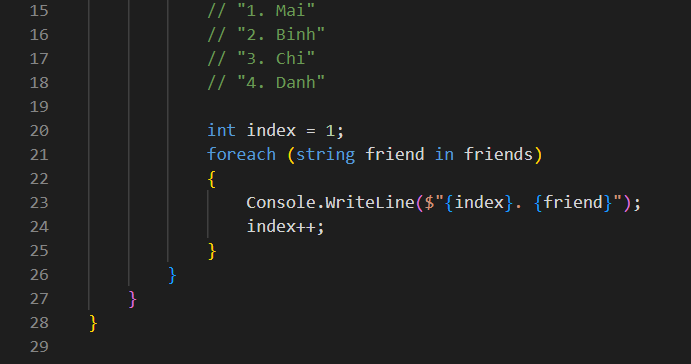 15 // "1. Mai"
16 // "2. Binh"
17 // "3. Chi"
18 // "4. Danh"
19
20 int index = 1;
21 foreach (string friend in friends)
22 {
23 Console.WriteLine($"{index}. {friend}");
24 index++;
25 }
26 }
27 }
28 }
29